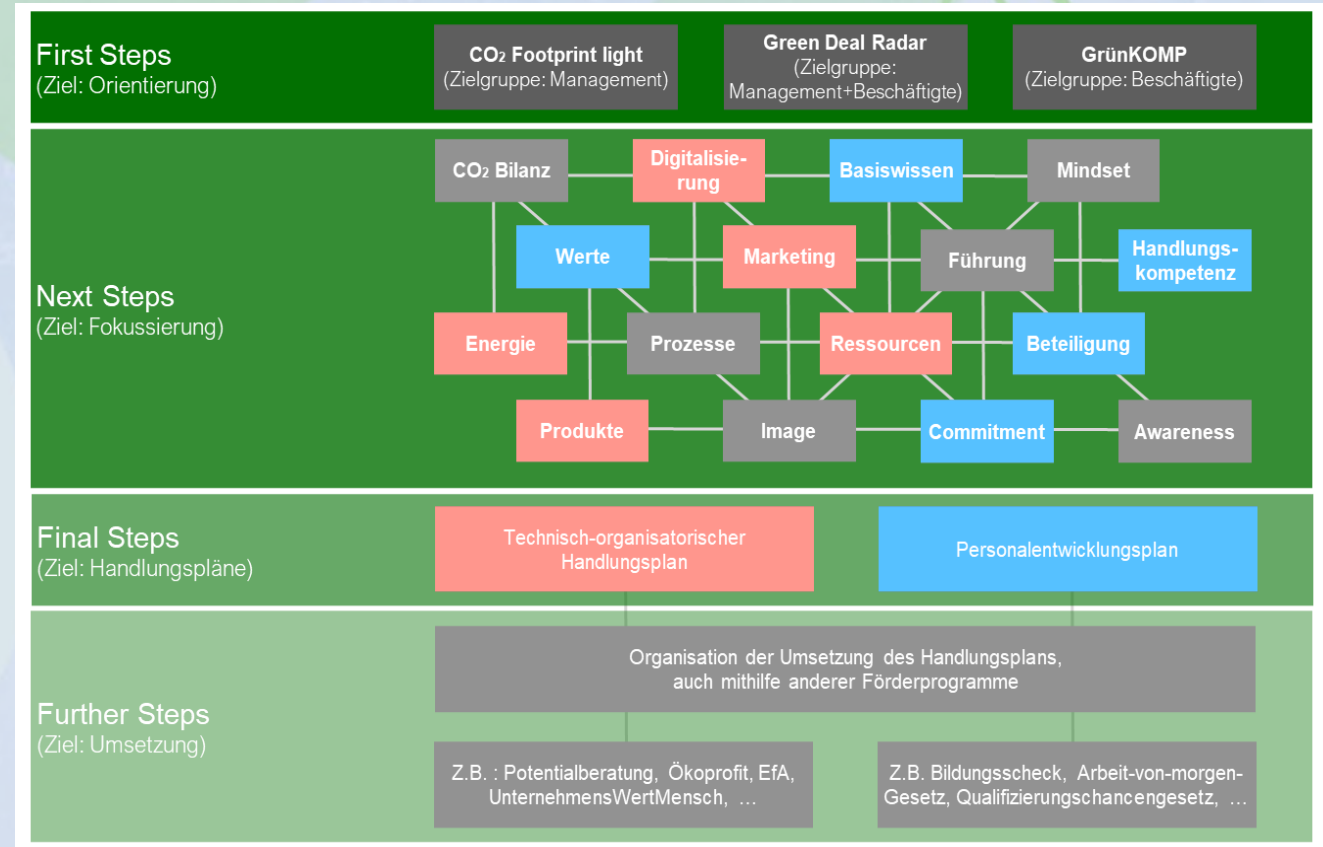 First Steps
(Ziel: Orientierung)
CO₂ Footprint light
(Zielgruppe: Management)
Green Deal Radar
(Zielgruppe:
Management+Beschäftigte)
GrünKOMP
(Zielgruppe: Beschäftigte)
Next Steps
(Ziel: Fokussierung)
CO₂ Bilanz
Digitalisie-
rung
Basiswissen
Mindset
Werte
Marketing
Führung
Handlungs-
kompetenz
Energie
Prozesse
Ressourcen
Beteiligung
Produkte
Image
Commitment
Awareness
Final Steps
(Ziel: Handlungspläne)
Technisch-organisatorischer
Handlungsplan
Personalentwicklungsplan
Further Steps
(Ziel: Umsetzung)
Organisation der Umsetzung des Handlungsplans,
auch mithilfe anderer Förderprogramme
Z.B. : Potentialberatung, Ökoprofit, EfA,
UnternehmensWertMensch, …
Z.B. Bildungsscheck, Arbeit-von-morgen-
Gesetz, Qualifizierungschancengesetz, …